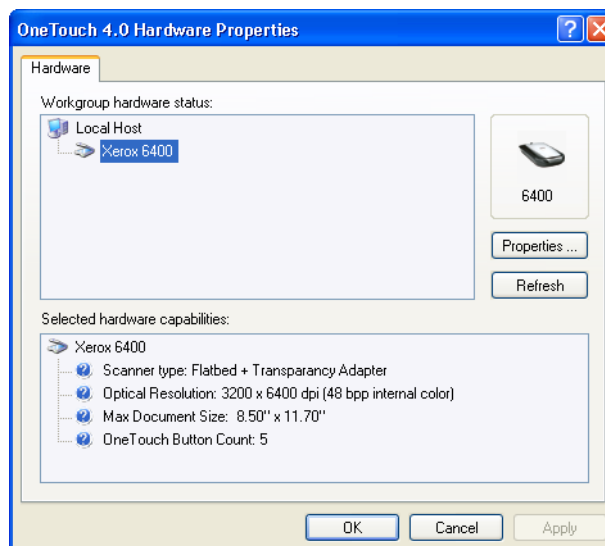 OneTouch 4.0 Hardware Properties
Hardware
Workgroup hardware status:
Local Host
Xerox 6400
6400
Properties ...
Refresh
Selected hardware capabilities:
Xerox 6400
Scanner type: Flatbed + Transparancy Adapter
Optical Resolution: 3200 x 6400 dpi (48 bpp internal color)
Max Document Size: 8.50'' x 11.70''
OneTouch Button Count: 5
OK
Cancel
Apply